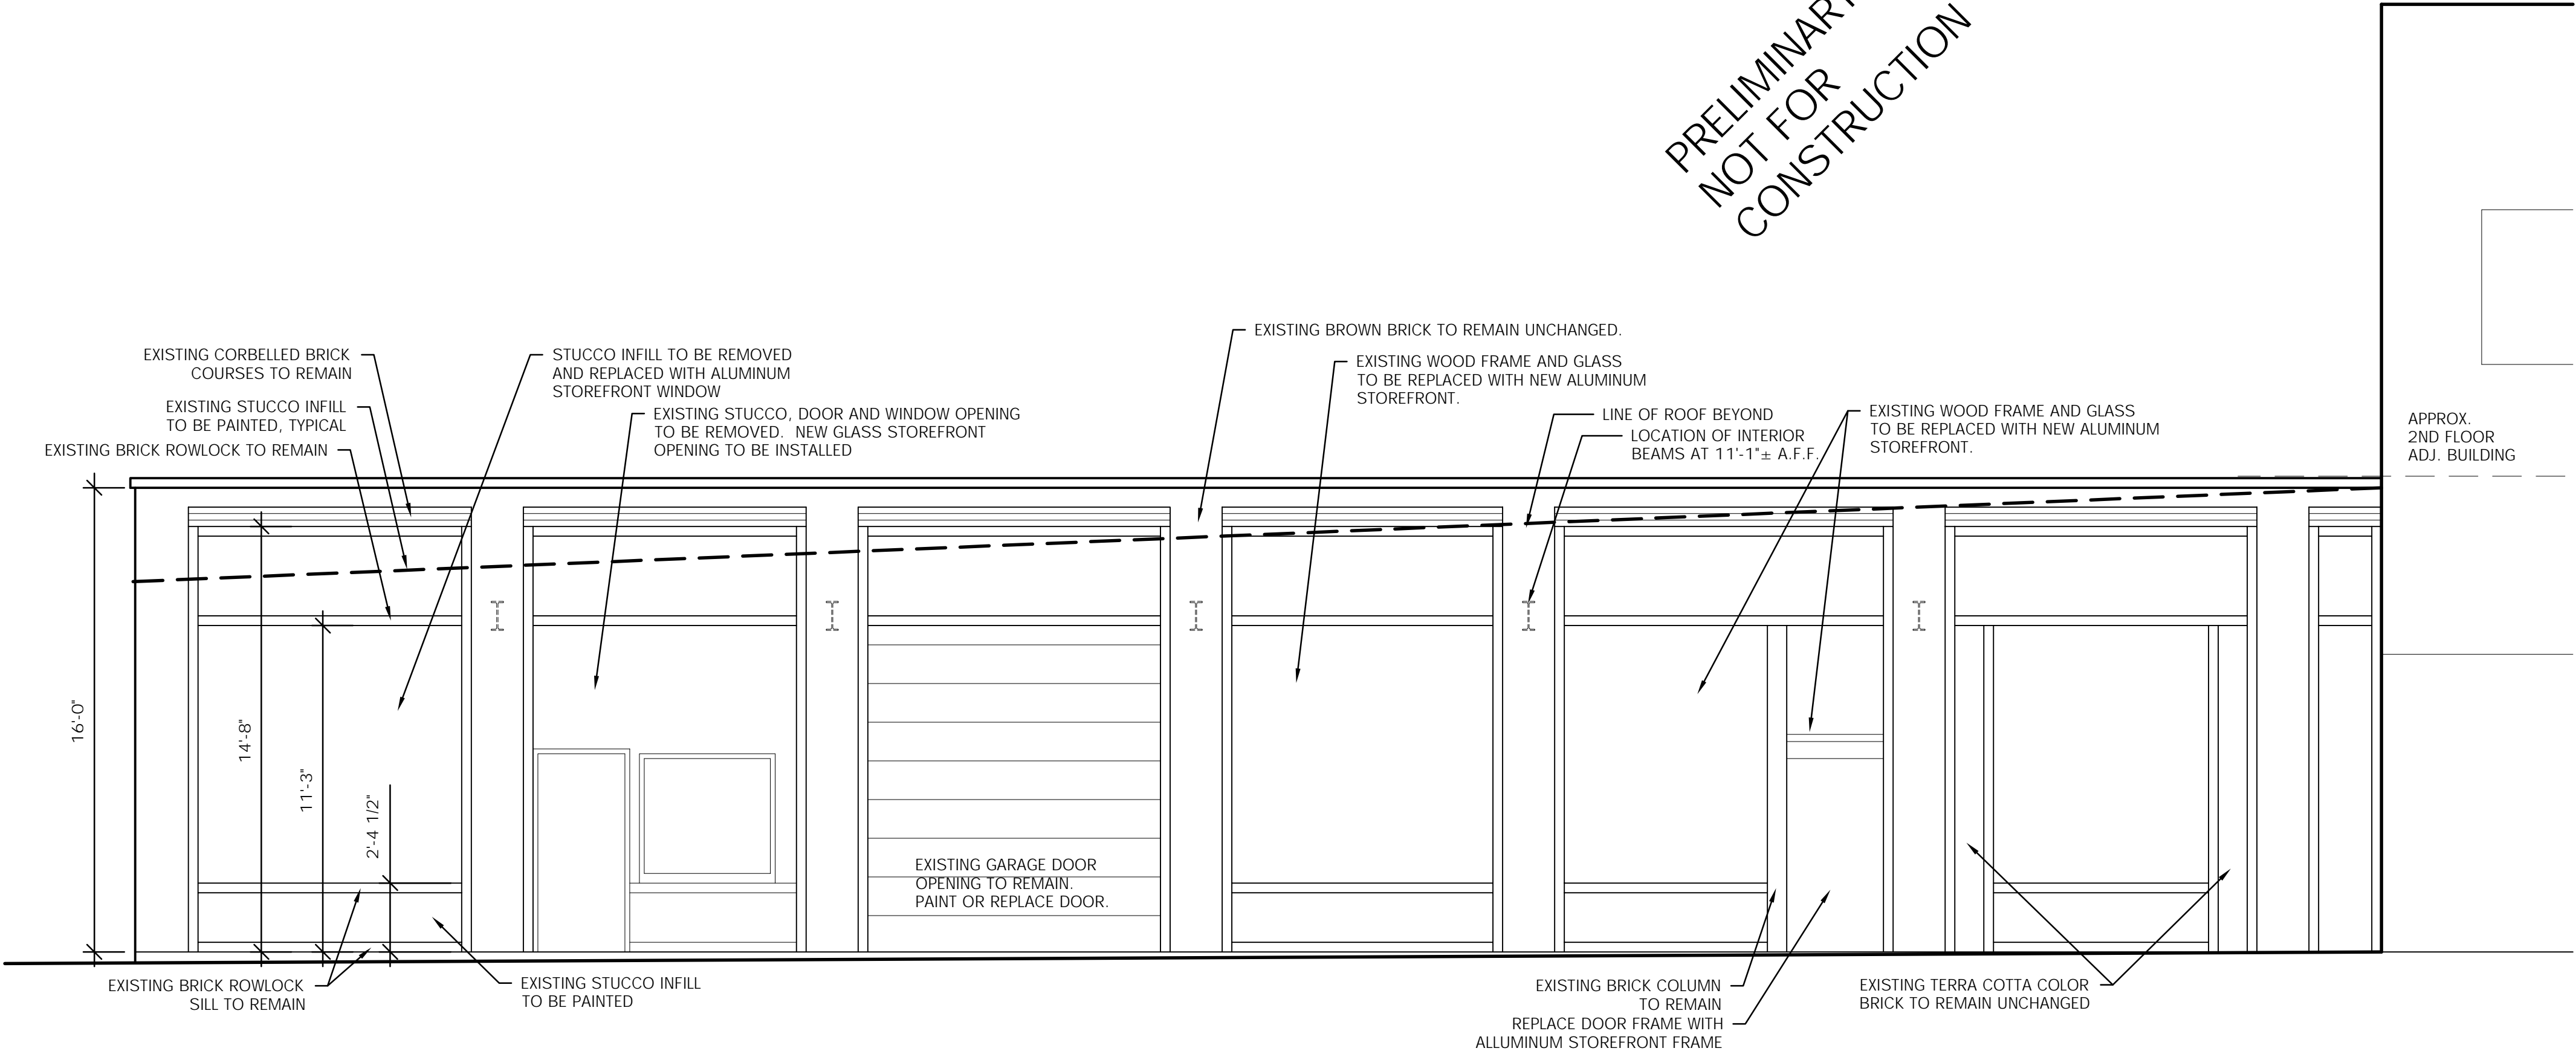 PRELIMINARY
NOT FOR
CONSTRUCTION
EXISTING BROWN BRICK TO REMAIN UNCHANGED.
EXISTING CORBELLED BRICK
COURSES TO REMAIN
STUCCO INFILL TO BE REMOVED
AND REPLACED WITH ALUMINUM
STOREFRONT WINDOW
EXISTING WOOD FRAME AND GLASS
TO BE REPLACED WITH NEW ALUMINUM
STOREFRONT.
EXISTING STUCCO INFILL
TO BE PAINTED, TYPICAL
EXISTING STUCCO, DOOR AND WINDOW OPENING
TO BE REMOVED. NEW GLASS STOREFRONT
OPENING TO BE INSTALLED
LINE OF ROOF BEYOND
LOCATION OF INTERIOR
BEAMS AT 11'-1"± A.F.F.
EXISTING WOOD FRAME AND GLASS
TO BE REPLACED WITH NEW ALUMINUM
STOREFRONT.
APPROX.
2ND FLOOR
ADJ. BUILDING
EXISTING BRICK ROWLOCK TO REMAIN
16'-0"
14'-8"
11'-3"
2'-4 1/2"
EXISTING GARAGE DOOR
OPENING TO REMAIN.
PAINT OR REPLACE DOOR.
EXISTING BRICK ROWLOCK
SILL TO REMAIN
EXISTING STUCCO INFILL
TO BE PAINTED
EXISTING BRICK COLUMN
TO REMAIN
REPLACE DOOR FRAME WITH
ALLUMINUM STOREFRONT FRAME
EXISTING TERRA COTTA COLOR
BRICK TO REMAIN UNCHANGED